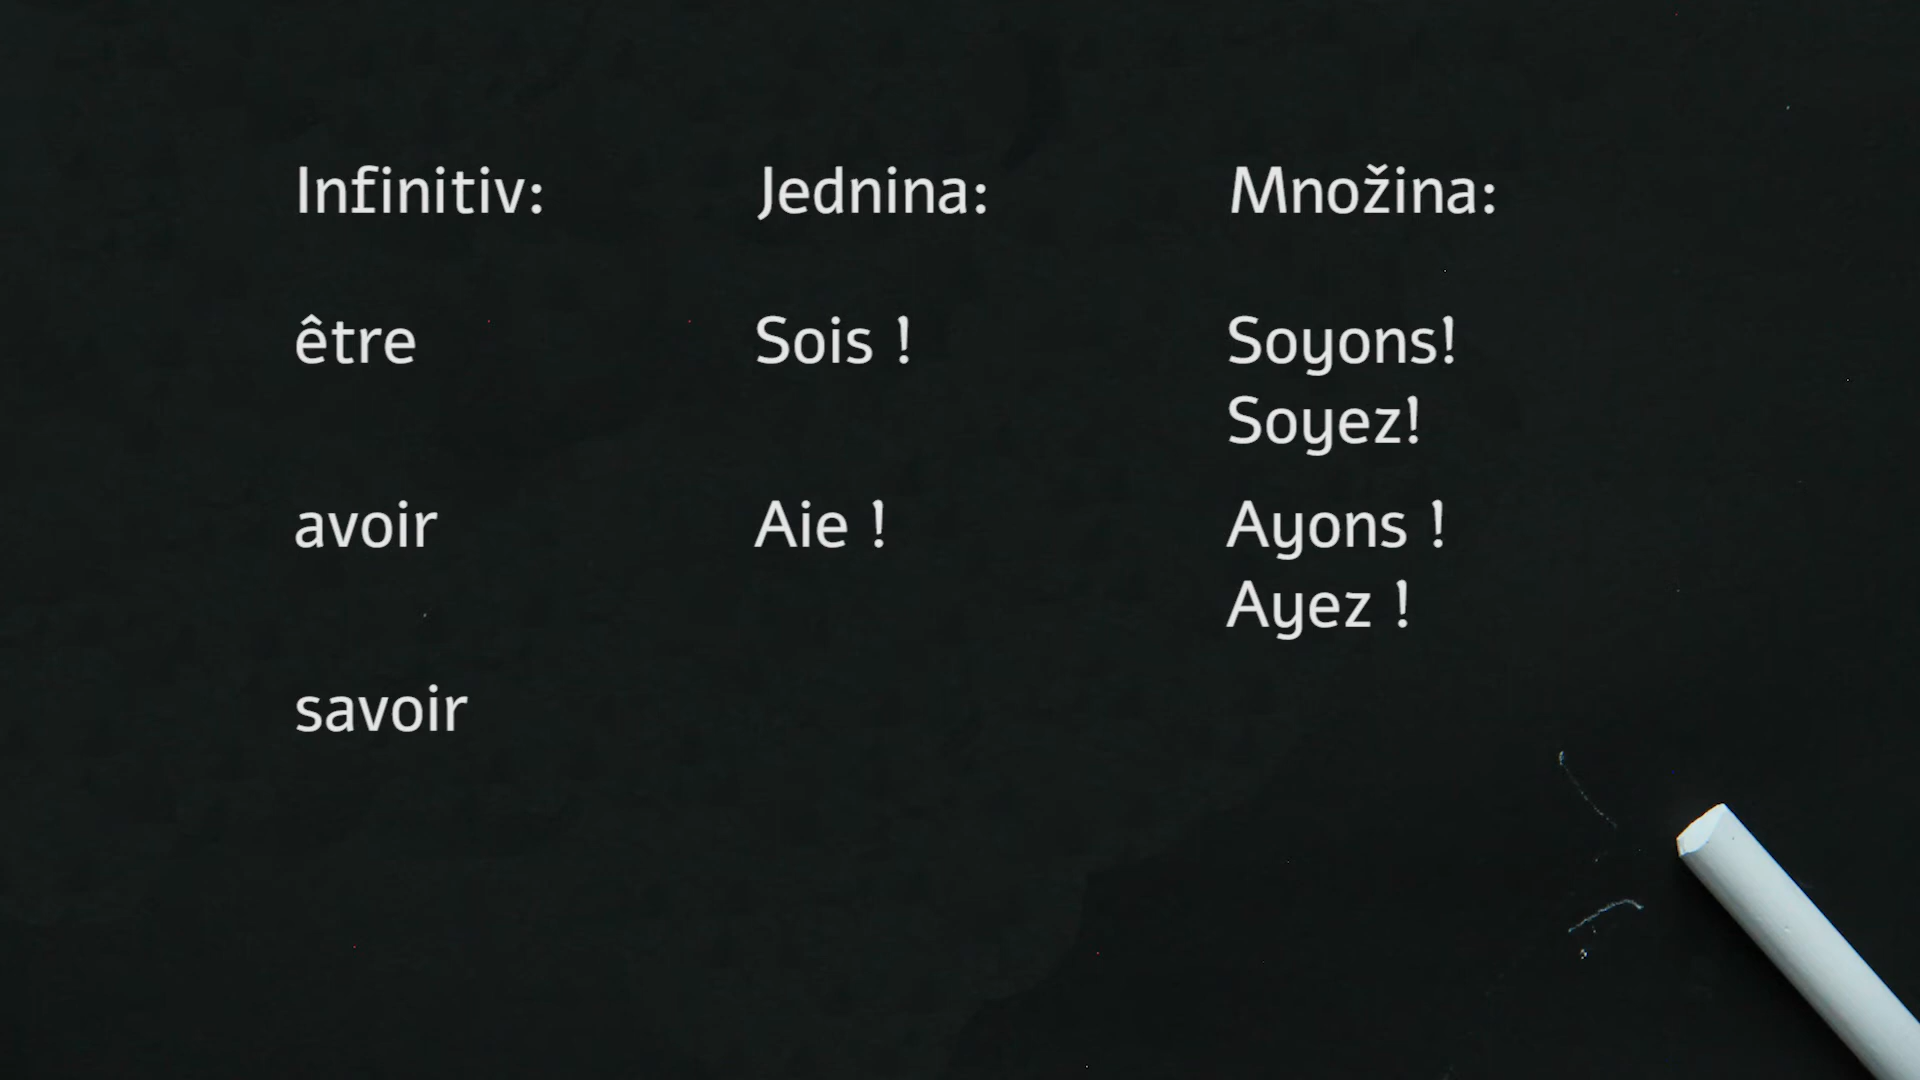 Infinitiv: Jednina: Množina:
être Sois ! Soyons!
Soyez!
avoir Aie ! Ayons !
Ayez !
savoir